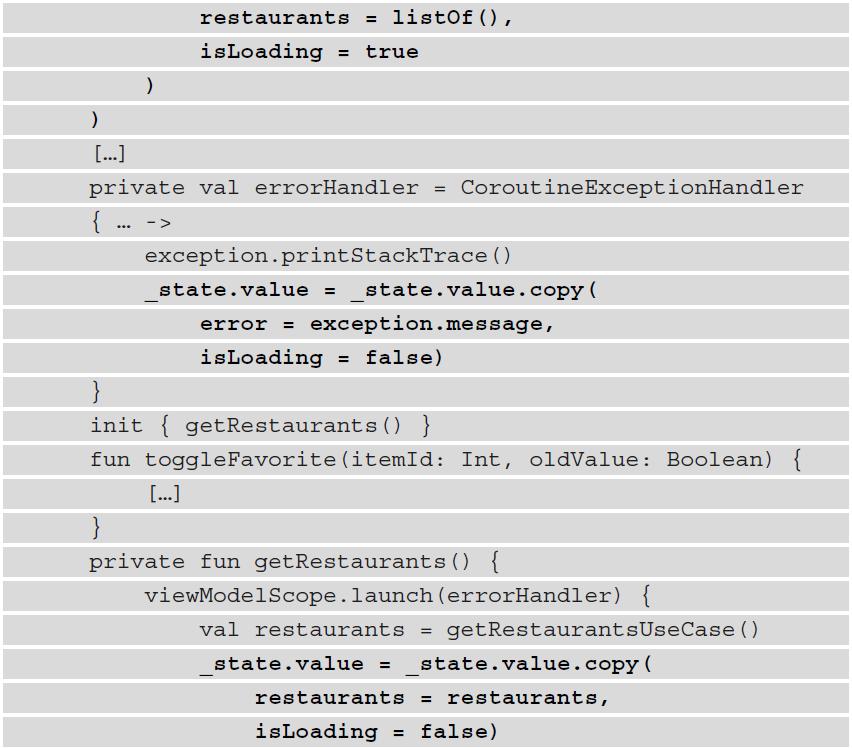 restaurants = listOf(),
isLoading = true
)
)
[…]
private val errorHandler = CoroutineExceptionHandler
{ … ->
exception.printStackTrace()
_state.value = _state.value.copy(
error = exception.message,
isLoading = false)
}
init { getRestaurants() }
fun toggleFavorite(itemId: Int, oldValue: Boolean) {
[…]
}
private fun getRestaurants() {
viewModelScope.launch(errorHandler) {
val restaurants = getRestaurantsUseCase()
_state.value = _state.value.copy(
restaurants = restaurants,
isLoading = false)